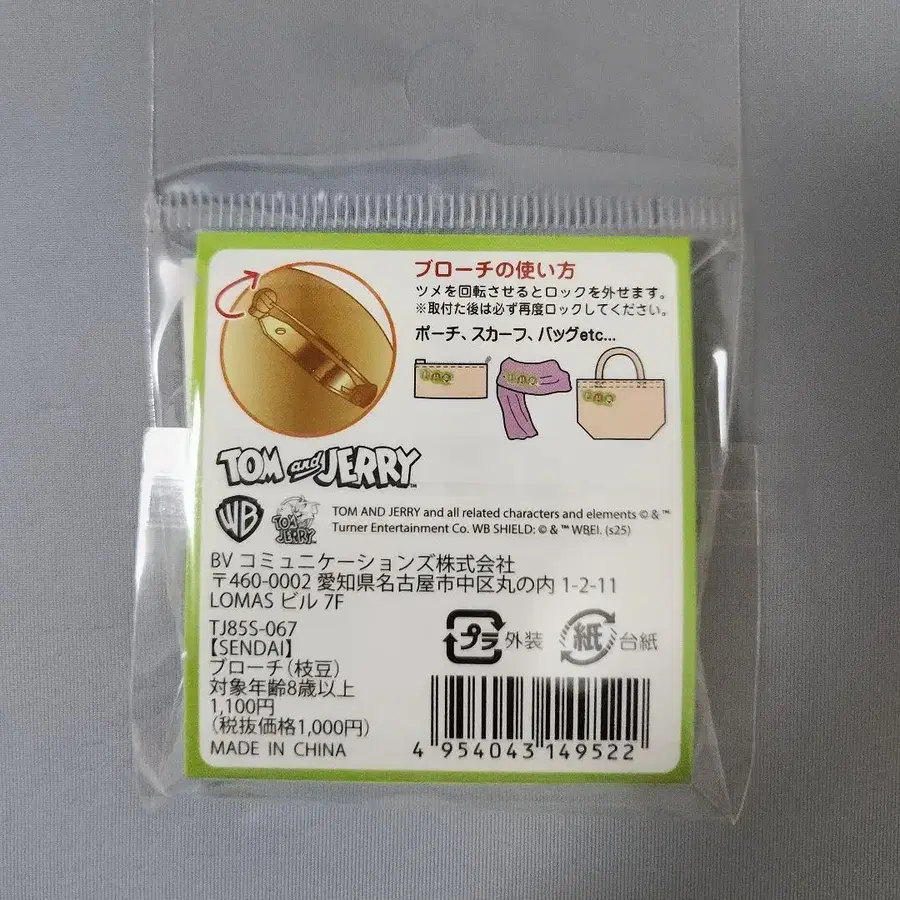 ブローチの使い方
ツメを回転させるとロックを外せます。
※取付た後は必ず再度ロックしてください。
ポーチ、スカーフ、バッグetc...
TOM and JERRY™
WB
TOM and JERRY
TOM AND JERRY and all related characters and elements © & ™
Turner Entertainment Co. WB SHIELD: © & ™ WBEI. (s25)
BV コミュニケーションズ株式会社
〒460-0002 愛知県名古屋市中区丸の内 1-2-11
LOMAS ビル 7F
TJ85S-067
【SENDAI】
ブローチ(枝豆)
対象年齢8歳以上
1,100円
(税抜価格1,000円)
MADE IN CHINA
プラ 外装
紙 台紙
4 954043 149522